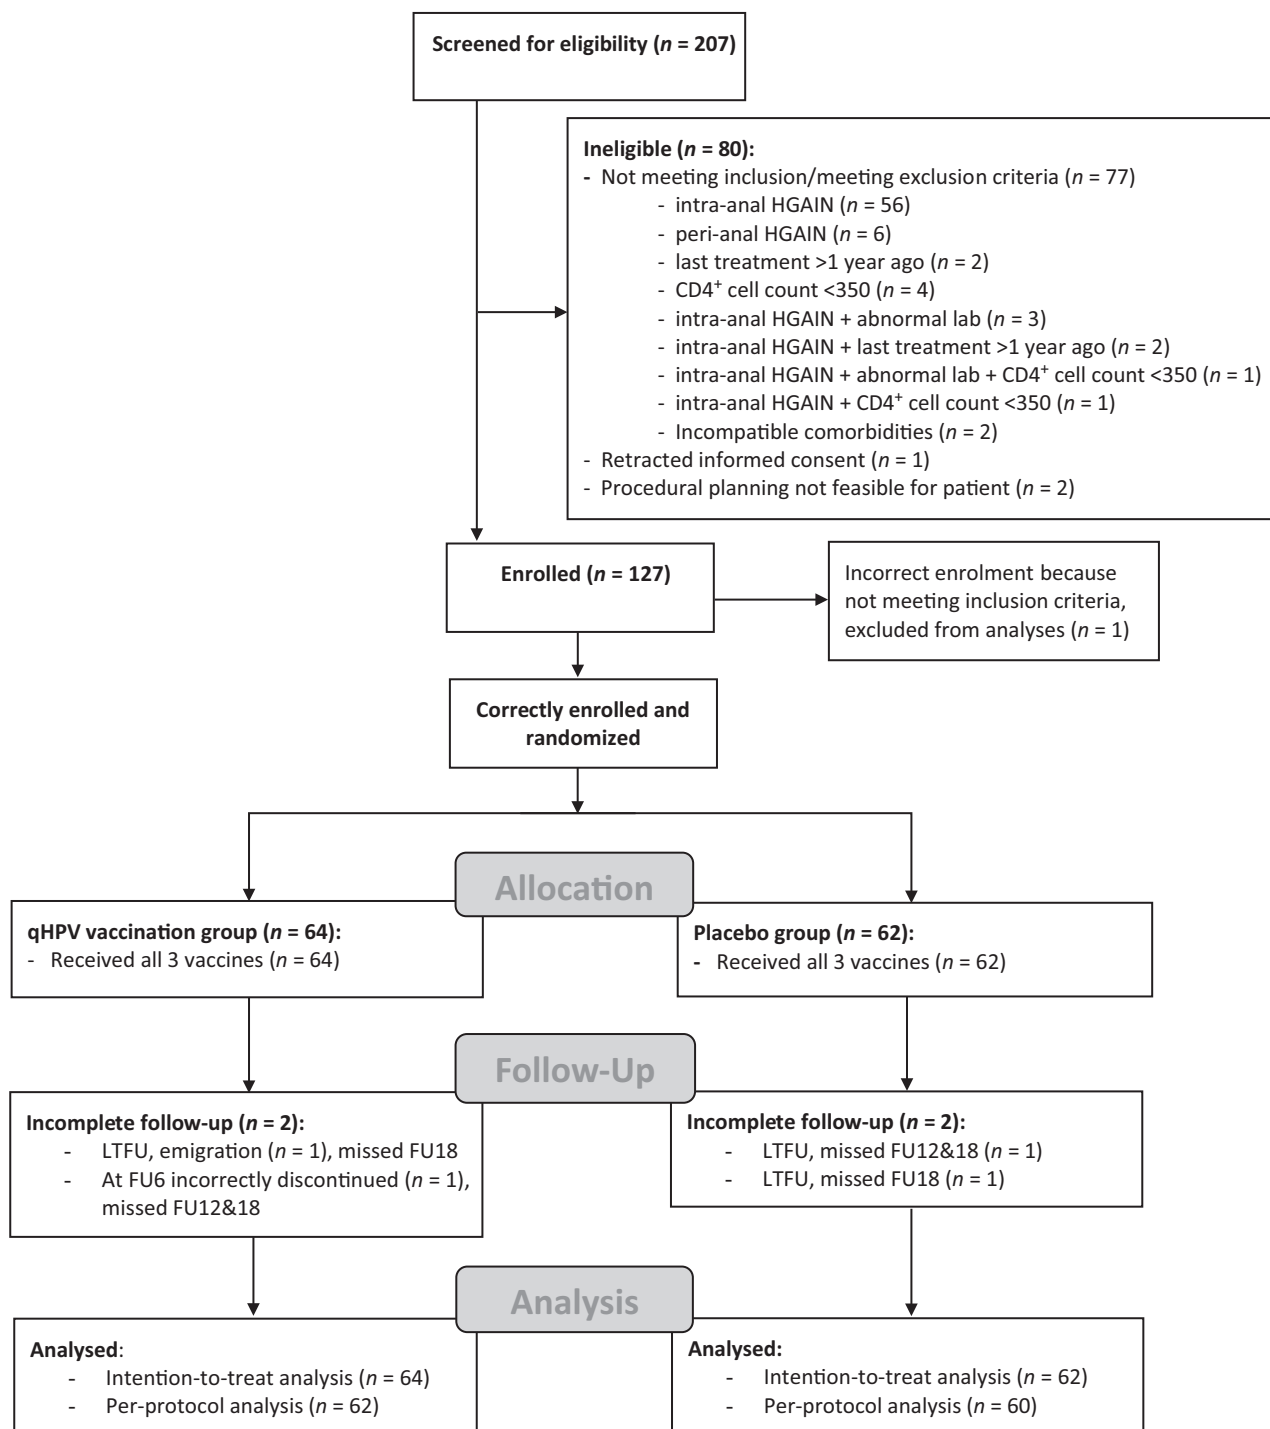 Screened for eligibility (n = 207)
Ineligible (n = 80):
- Not meeting inclusion/meeting exclusion criteria (n = 77)
- intra-anal HGAIN (n = 56)
- peri-anal HGAIN (n = 6)
- last treatment >1 year ago (n = 2)
- CD4⁺ cell count <350 (n = 4)
- intra-anal HGAIN + abnormal lab (n = 3)
- intra-anal HGAIN + last treatment >1 year ago (n = 2)
- intra-anal HGAIN + abnormal lab + CD4⁺ cell count <350 (n = 1)
- intra-anal HGAIN + CD4⁺ cell count <350 (n = 1)
- Incompatible comorbidities (n = 2)
- Retracted informed consent (n = 1)
- Procedural planning not feasible for patient (n = 2)
Enrolled (n = 127)
Incorrect enrolment because
not meeting inclusion criteria,
excluded from analyses (n = 1)
Correctly enrolled and
randomized
Allocation
qHPV vaccination group (n = 64):
- Received all 3 vaccines (n = 64)
Placebo group (n = 62):
- Received all 3 vaccines (n = 62)
Follow-Up
Incomplete follow-up (n = 2):
- LTFU, emigration (n = 1), missed FU18
- At FU6 incorrectly discontinued (n = 1),
missed FU12&18
Incomplete follow-up (n = 2):
- LTFU, missed FU12&18 (n = 1)
- LTFU, missed FU18 (n = 1)
Analysis
Analysed:
- Intention-to-treat analysis (n = 64)
- Per-protocol analysis (n = 62)
Analysed:
- Intention-to-treat analysis (n = 62)
- Per-protocol analysis (n = 60)